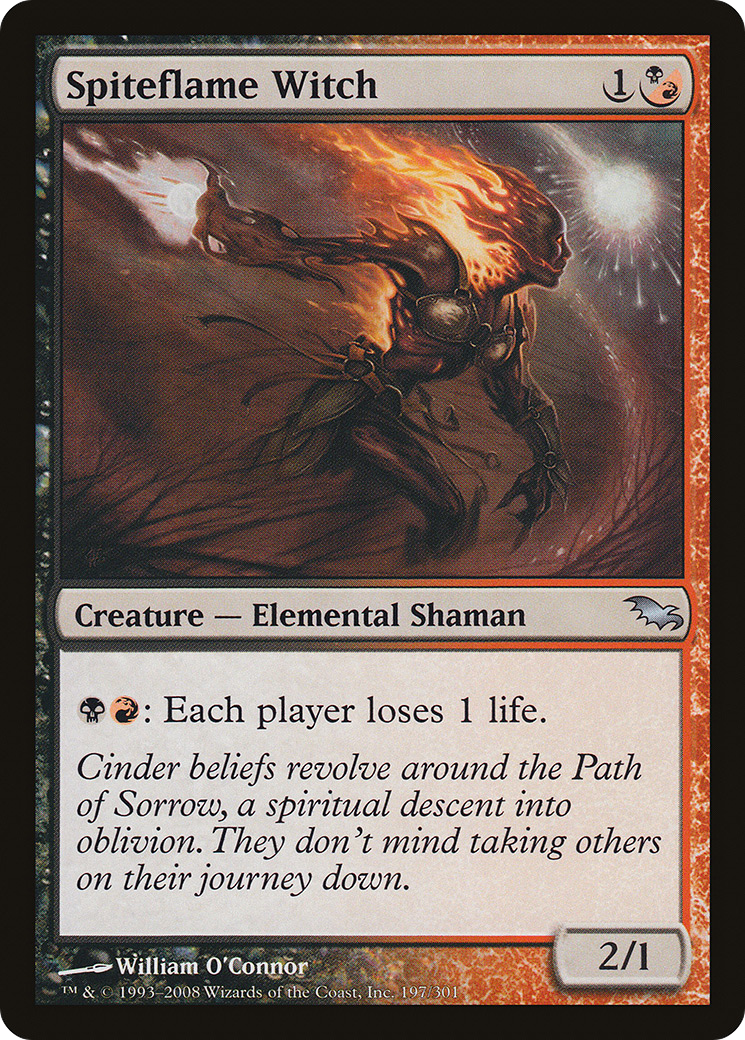 Spiteflame Witch 1
Creature — Elemental Shaman
: Each player loses 1 life.
Cinder beliefs revolve around the Path
of Sorrow, a spiritual descent into
oblivion. They don't mind taking others
on their journey down.
2/1
William O'Connor
™ & © 1993–2008 Wizards of the Coast, Inc. 197/301